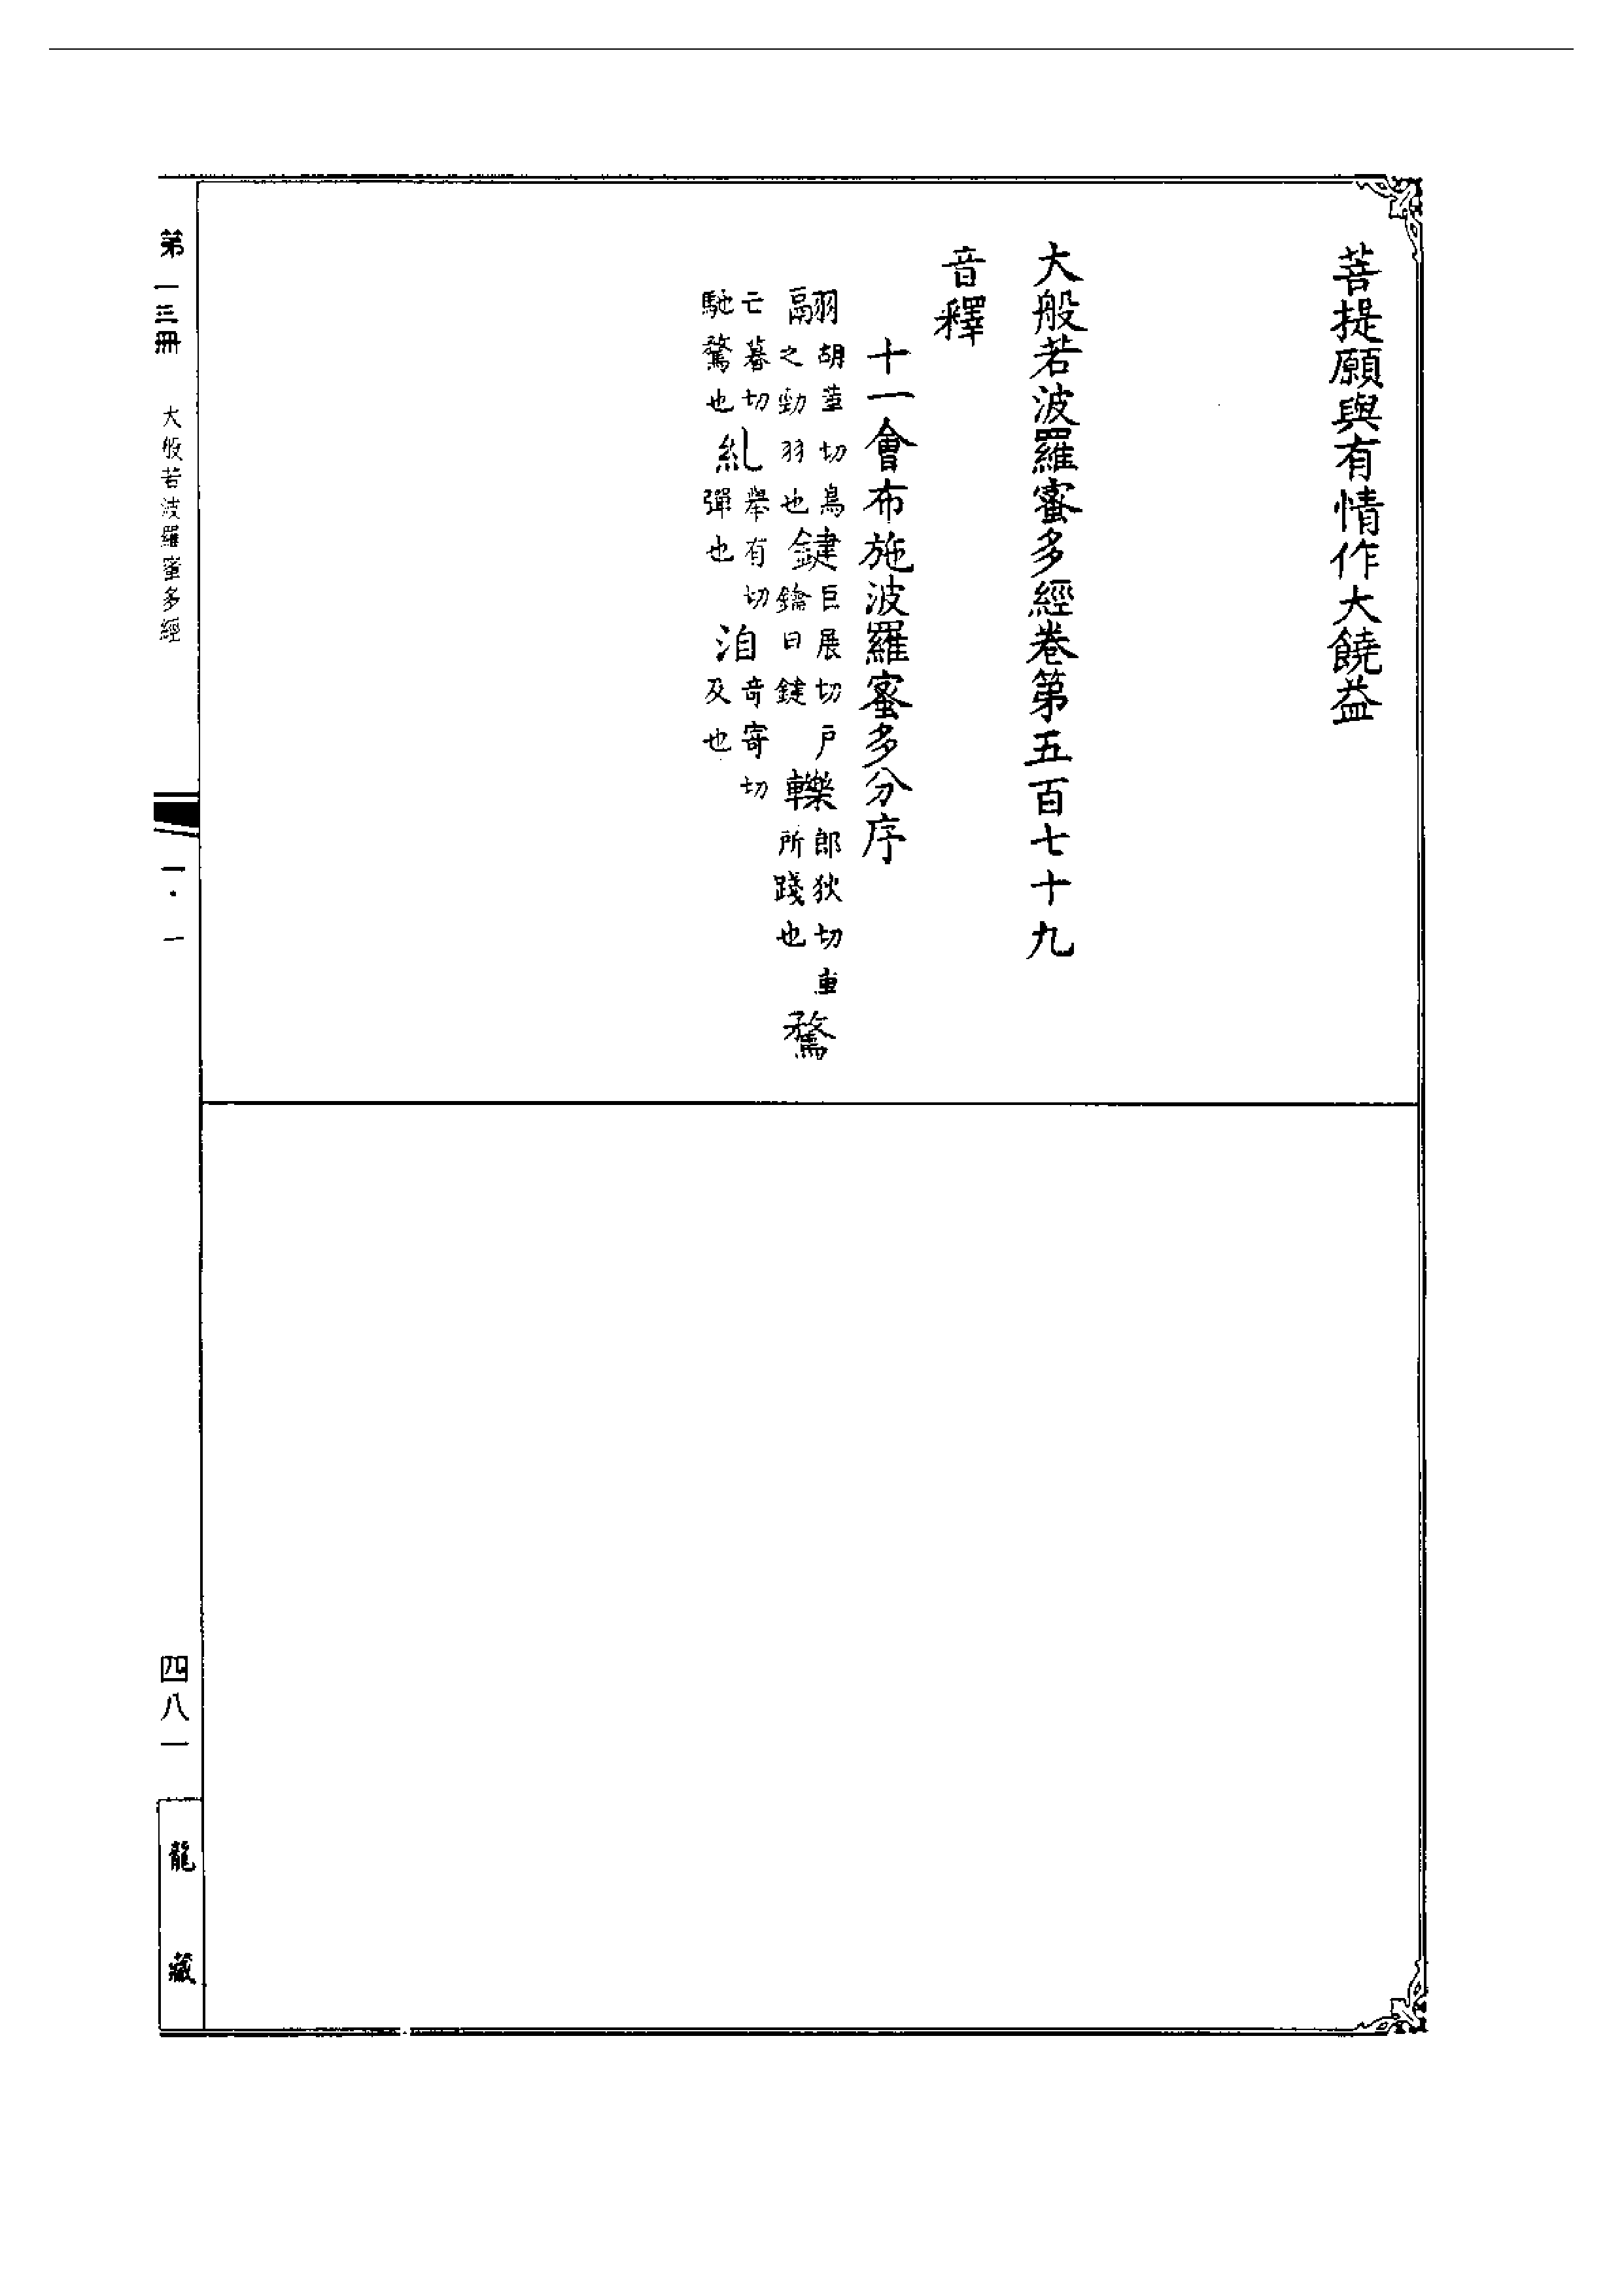 菩提願與有情作大饒益
大般若波羅蜜多經卷第五百七十九
音釋
十一會布施波羅蜜多分序
翮胡革切鳥之勁羽也鍵巨展切戶鑰曰鍵轢郎狄切車所踐也騖
亡暮切馳騖也糺舉有切彈也洎奇寄切及也
第一三冊 大般若波羅蜜多經 一·一 四八一 龍藏